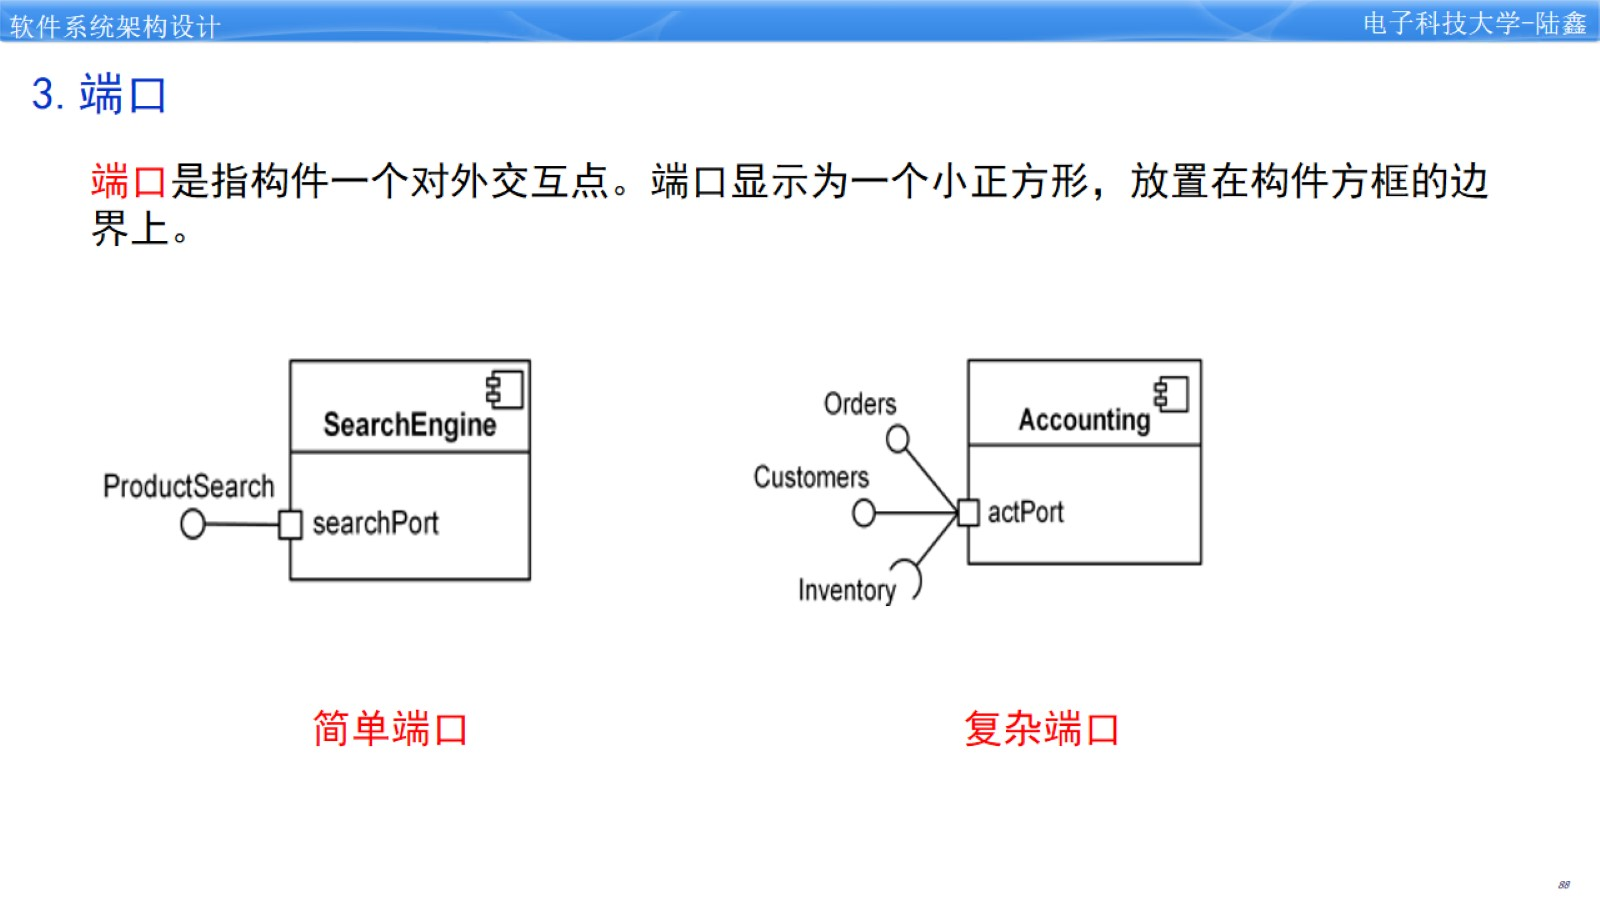 软件系统架构设计
电子科技大学-陆鑫
3. 端口
端口是指构件一个对外交互点。端口显示为一个小正方形，放置在构件方框的边
界上。
SearchEngine
ProductSearch
searchPort
Orders
Accounting
Customers
actPort
Inventory
简单端口
复杂端口
88